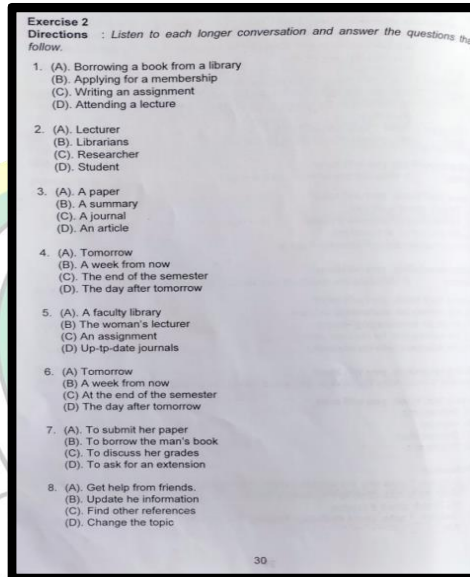 Exercise 2
Directions : Listen to each longer conversation and answer the questions
follow.
1. (A). Borrowing a book from a library
(B). Applying for a membership
(C). Writing an assignment
(D). Attending a lecture
2. (A). Lecturer
(B). Librarians
(C). Researcher
(D). Student
3. (A). A paper
(B). A summary
(C). A journal
(D). An article
4. (A). Tomorrow
(B). A week from now
(C). The end of the semester
(D). The day after tomorrow
5. (A). A faculty library
(B) The woman's lecturer
(C) An assignment
(D) Up-tp-date journals
6. (A) Tomorrow
(B) A week from now
(C) At the end of the semester
(D) The day after tomorrow
7. (A). To submit her paper
(B). To borrow the man's book
(C). To discuss her grades
(D). To ask for an extension
8. (A). Get help from friends.
(B). Update he information
(C). Find other references
(D). Change the topic
30